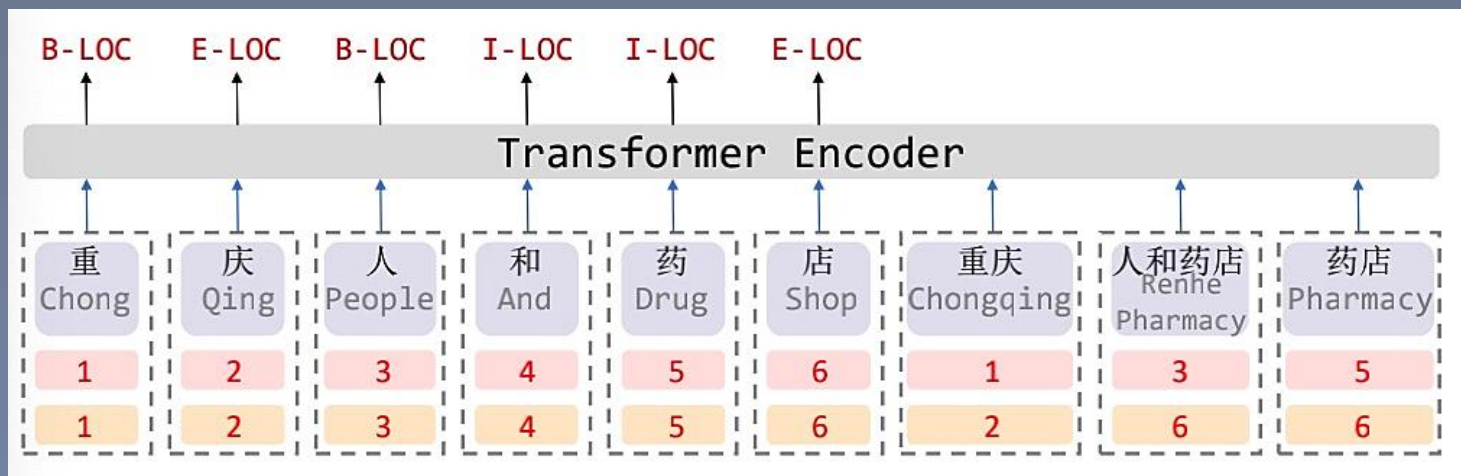 B-LOC E-LOC B-LOC I-LOC I-LOC E-LOC
Transformer Encoder
重 庆 人 和 药 店 重庆 人和药店 药店
Chong Qing People And Drug Shop Chongqing Renhe Pharmacy
Pharmacy
1 2 3 4 5 6 1 3 5
1 2 3 4 5 6 2 6 6